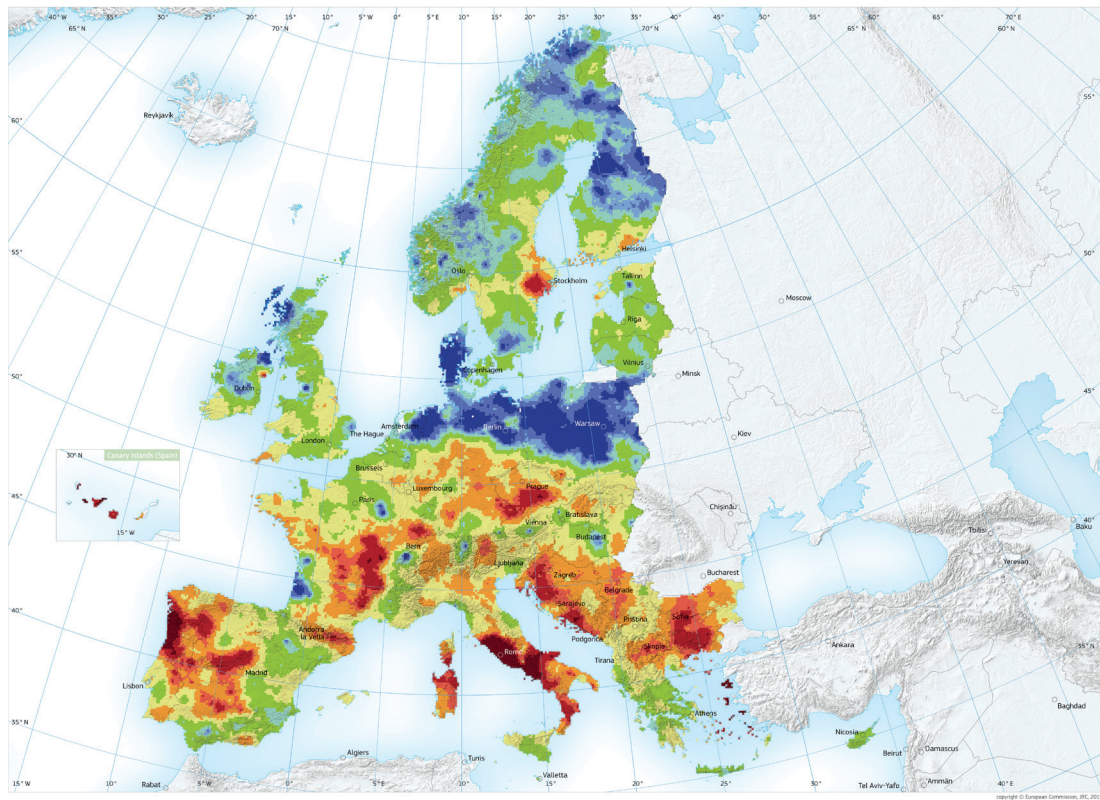 40° W 35° W 30° W 25° W 20° W 15° W 10° W 5° W 0° 5° E 10° E 15° E 20° E 25° E 30° E 35° E 40° E 45° E 50° E 55° E 60° E 70° E
65° N 70° N 70° N 65° N 60° N
55° N
Reykjavík
60° N
55° N
50° N
45° N
40° N
35° N
50° N
45° N
40° N
35° N
Oslo
Helsinki
Stockholm
Tallinn
Riga
Moscow
Copenhagen
Vilnius
Minsk
Dublin
London
The Hague
Amsterdam
Berlin
Warsaw
Kiev
Brussels
Luxembourg
Paris
Prague
Canary Islands (Spain)
30° N
15° W
Vienna
Bratislava
Budapest
Chişinău
Bern
Ljubljana
Zagreb
Belgrade
Bucharest
Tbilisi
Baku
Yerevan
Sarajevo
Pristina
Sofia
Podgorica
Skopje
Andorra
la Vella
Rome
Tirana
Ankara
Madrid
Lisbon
Athens
Baghdad
Nicosia
Beirut
Damascus
Algiers
Tunis
Valletta
Rabat
Tel Aviv-Yafo
Ammān
15° W 10° W 5° W 0° 5° E 10° E 15° E 20° E 25° E 30° E 35° E 40° E
copyright © European Commission, JRC,